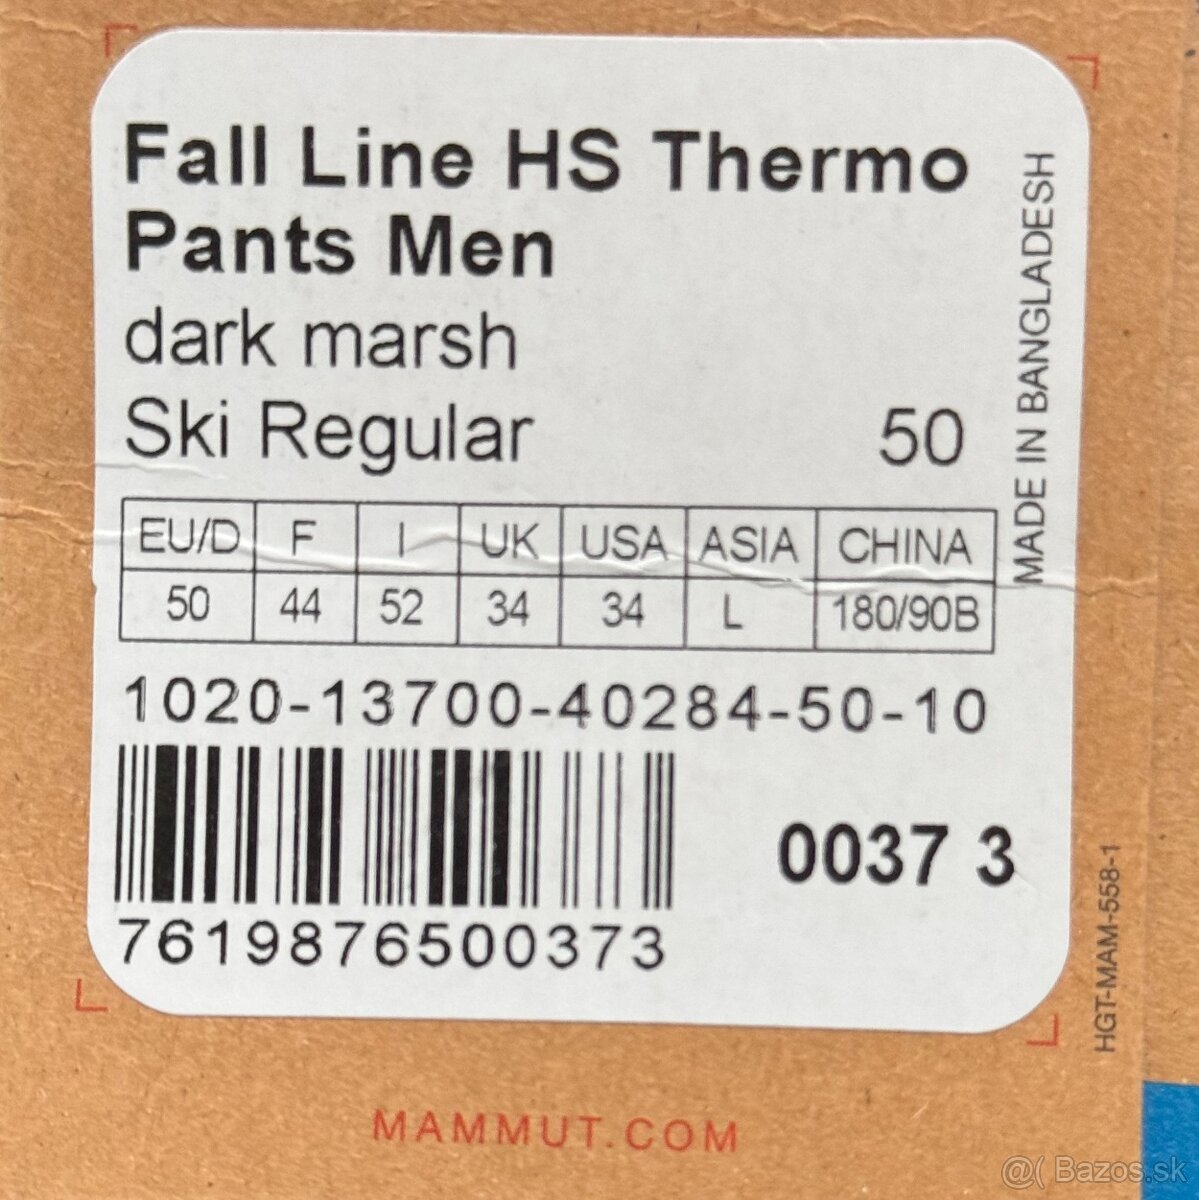 Fall Line HS Thermo
Pants Men
dark marsh
Ski Regular 50
EU/D F I UK USA ASIA CHINA
50 44 52 34 34 L 180/90B
1020-13700-40284-50-10
0037 3
7619876500373
MADE IN BANGLADESH
HGT-MAM-558-1
MAMMUT.COM
@( Bazos.sk